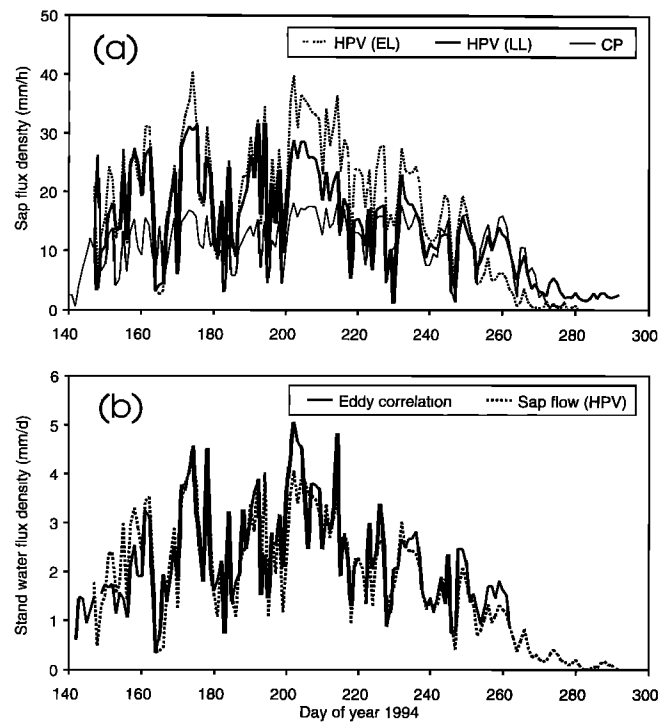 (a)
HPV (EL) HPV (LL) CP
Sap flux density (mm/h)
50
40
30
20
10
0
140 160 180 200 220 240 260 280 300
(b)
Eddy correlation Sap flow (HPV)
Stand water flux density (mm/d)
6
5
4
3
2
1
0
140 160 180 200 220 240 260 280 300
Day of year 1994